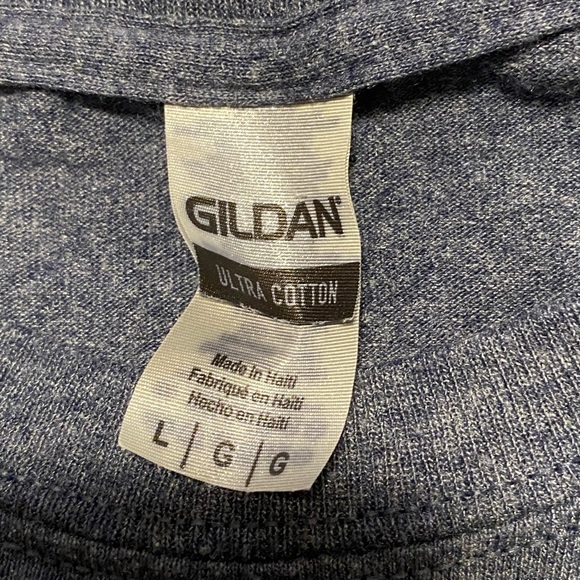 GILDAN®
ULTRA COTTON
Made in Haiti
Fabriqué en Haïti
Hecho en Haití
L | G | G